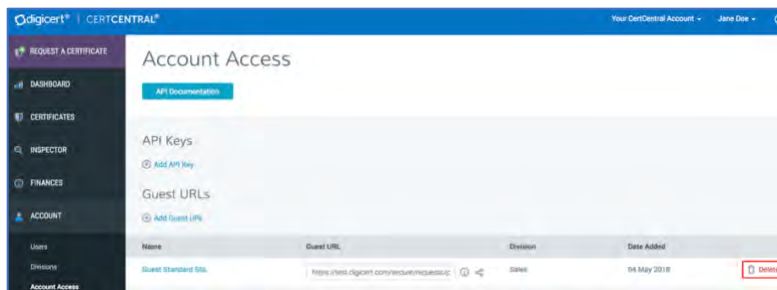 digicert® | CERTCENTRAL®
Your CertCentral Account
Jane Doe
REQUEST A CERTIFICATE
Account Access
DASHBOARD
API Documentation
CERTIFICATES
API Keys
INSPECTOR
Add API Key
FINANCES
Guest URLs
ACCOUNT
Add Guest URL
Users
Name Guest URL Division Date Added
Divisions
Guest Standard SSL Sales 04 May 2018 Delete
Account Access